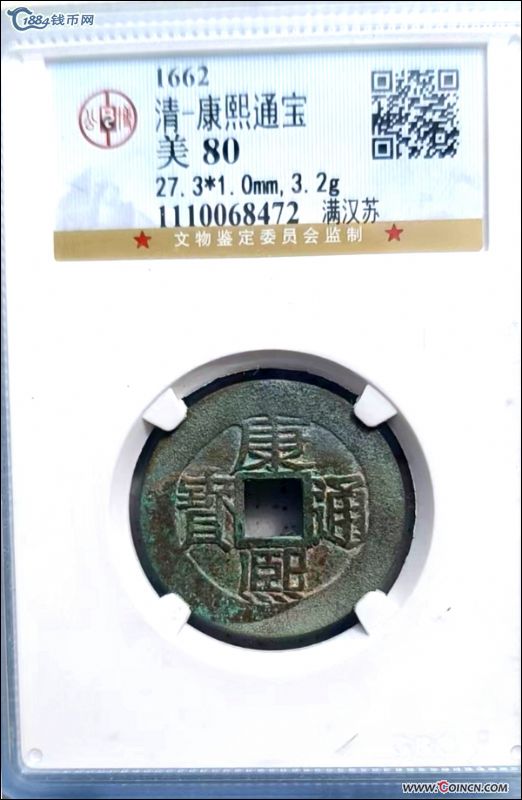 1884钱币网
1662
清-康熙通宝
美 80
27.3*1.0mm,3.2g
1110068472 满汉苏
文物鉴定委员会监制
康熙通寶
www.COINCN.COM